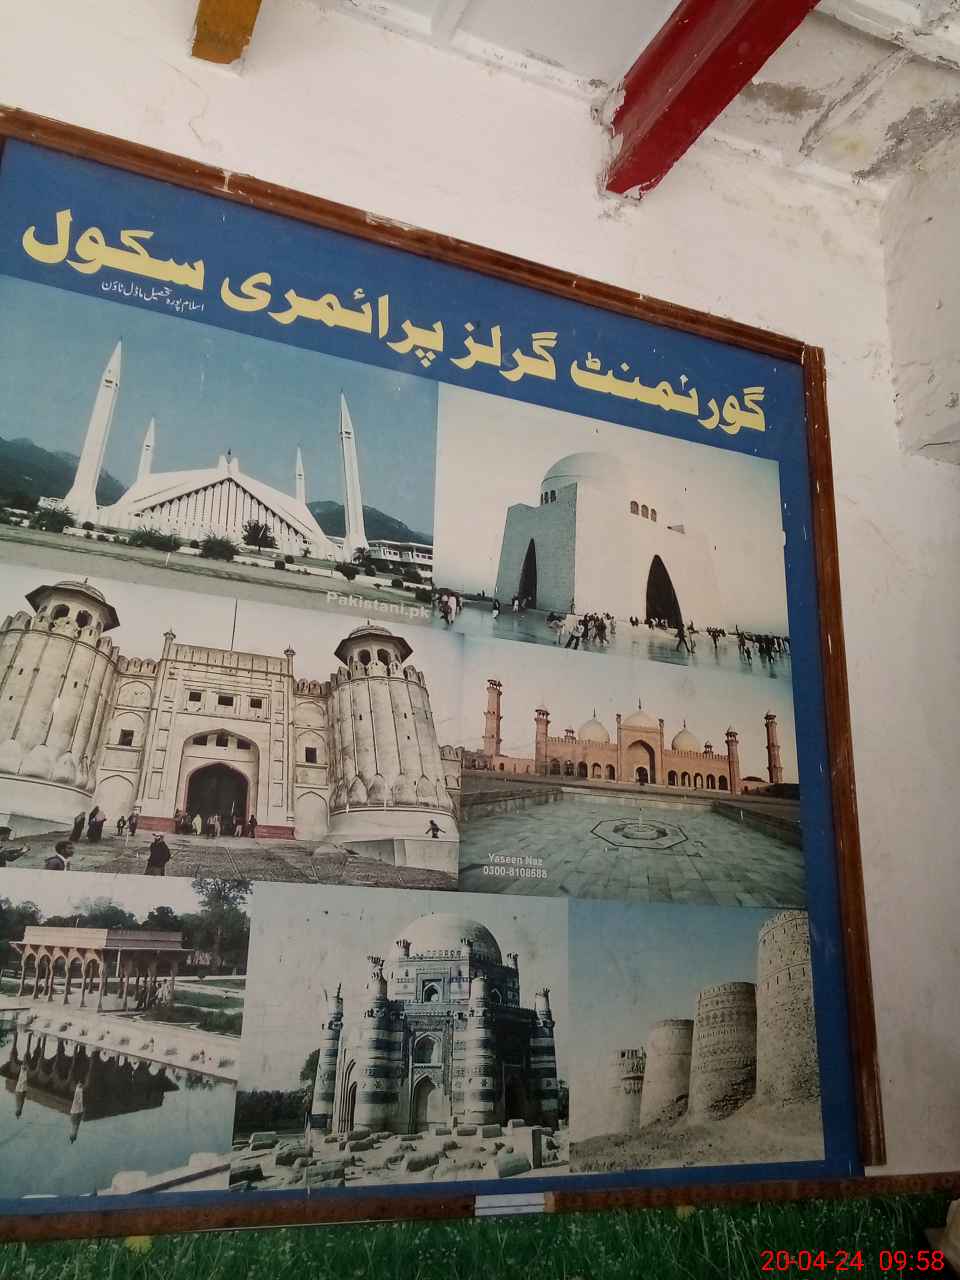 گورنمنٹ گرلز پرائمری سکول
اسلام پورہ تحصیل ماڈل ٹاؤن
Pakistani.pk
Yaseen Naz
0300-8108688
20-04-24 09:58